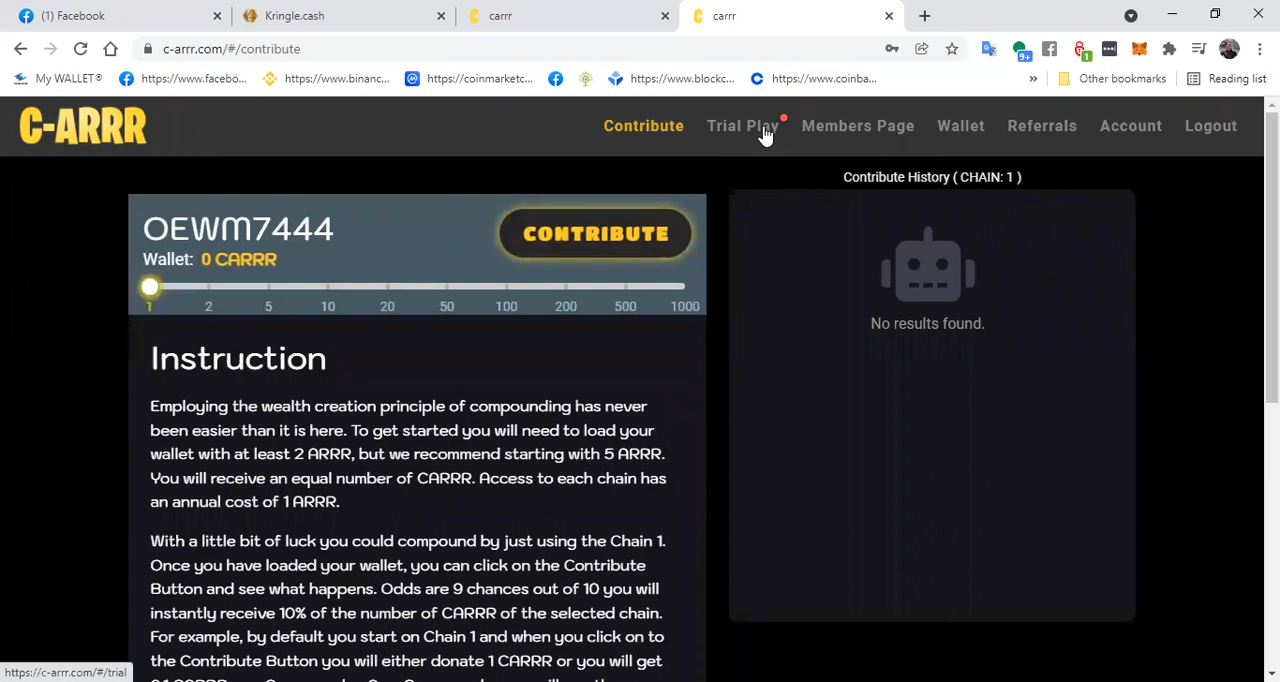 (1) Facebook
Kringle.cash
carrr
carrr
c-arrr.com/#/contribute
9+
1
My WALLET®
https://www.facebo...
https://www.binanc...
https://coinmarketc...
https://www.blockc...
https://www.coinba...
»
Other bookmarks
Reading list
C-ARRR
Contribute
Trial Play
Members Page
Wallet
Referrals
Account
Logout
Contribute History ( CHAIN: 1 )
OEWM7444
CONTRIBUTE
Wallet: 0 CARRR
1 2 5 10 20 50 100 200 500 1000
No results found.
Instruction
Employing the wealth creation principle of compounding has never
been easier than it is here. To get started you will need to load your
wallet with at least 2 ARRR, but we recommend starting with 5 ARRR.
You will receive an equal number of CARRR. Access to each chain has
an annual cost of 1 ARRR.
With a little bit of luck you could compound by just using the Chain 1.
Once you have loaded your wallet, you can click on the Contribute
Button and see what happens. Odds are 9 chances out of 10 you will
instantly receive 10% of the number of CARRR of the selected chain.
For example, by default you start on Chain 1 and when you click on to
the Contribute Button you will either donate 1 CARRR or you will get
https://c-arrr.com/#/trial